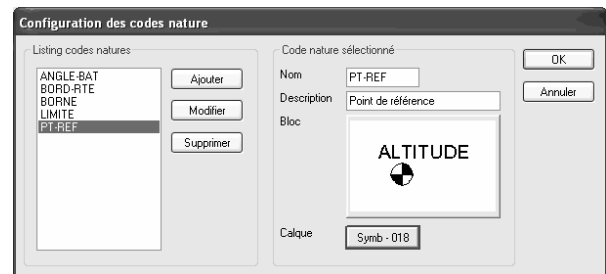 Configuration des codes nature
Listing codes natures
ANGLE-BAT
BORD-RTE
BORNE
LIMITE
PT-REF
Ajouter
Modifier
Supprimer
Code nature sélectionné
Nom
PT-REF
Description
Point de référence
Bloc
ALTITUDE
Calque
Symb - 018
OK
Annuler